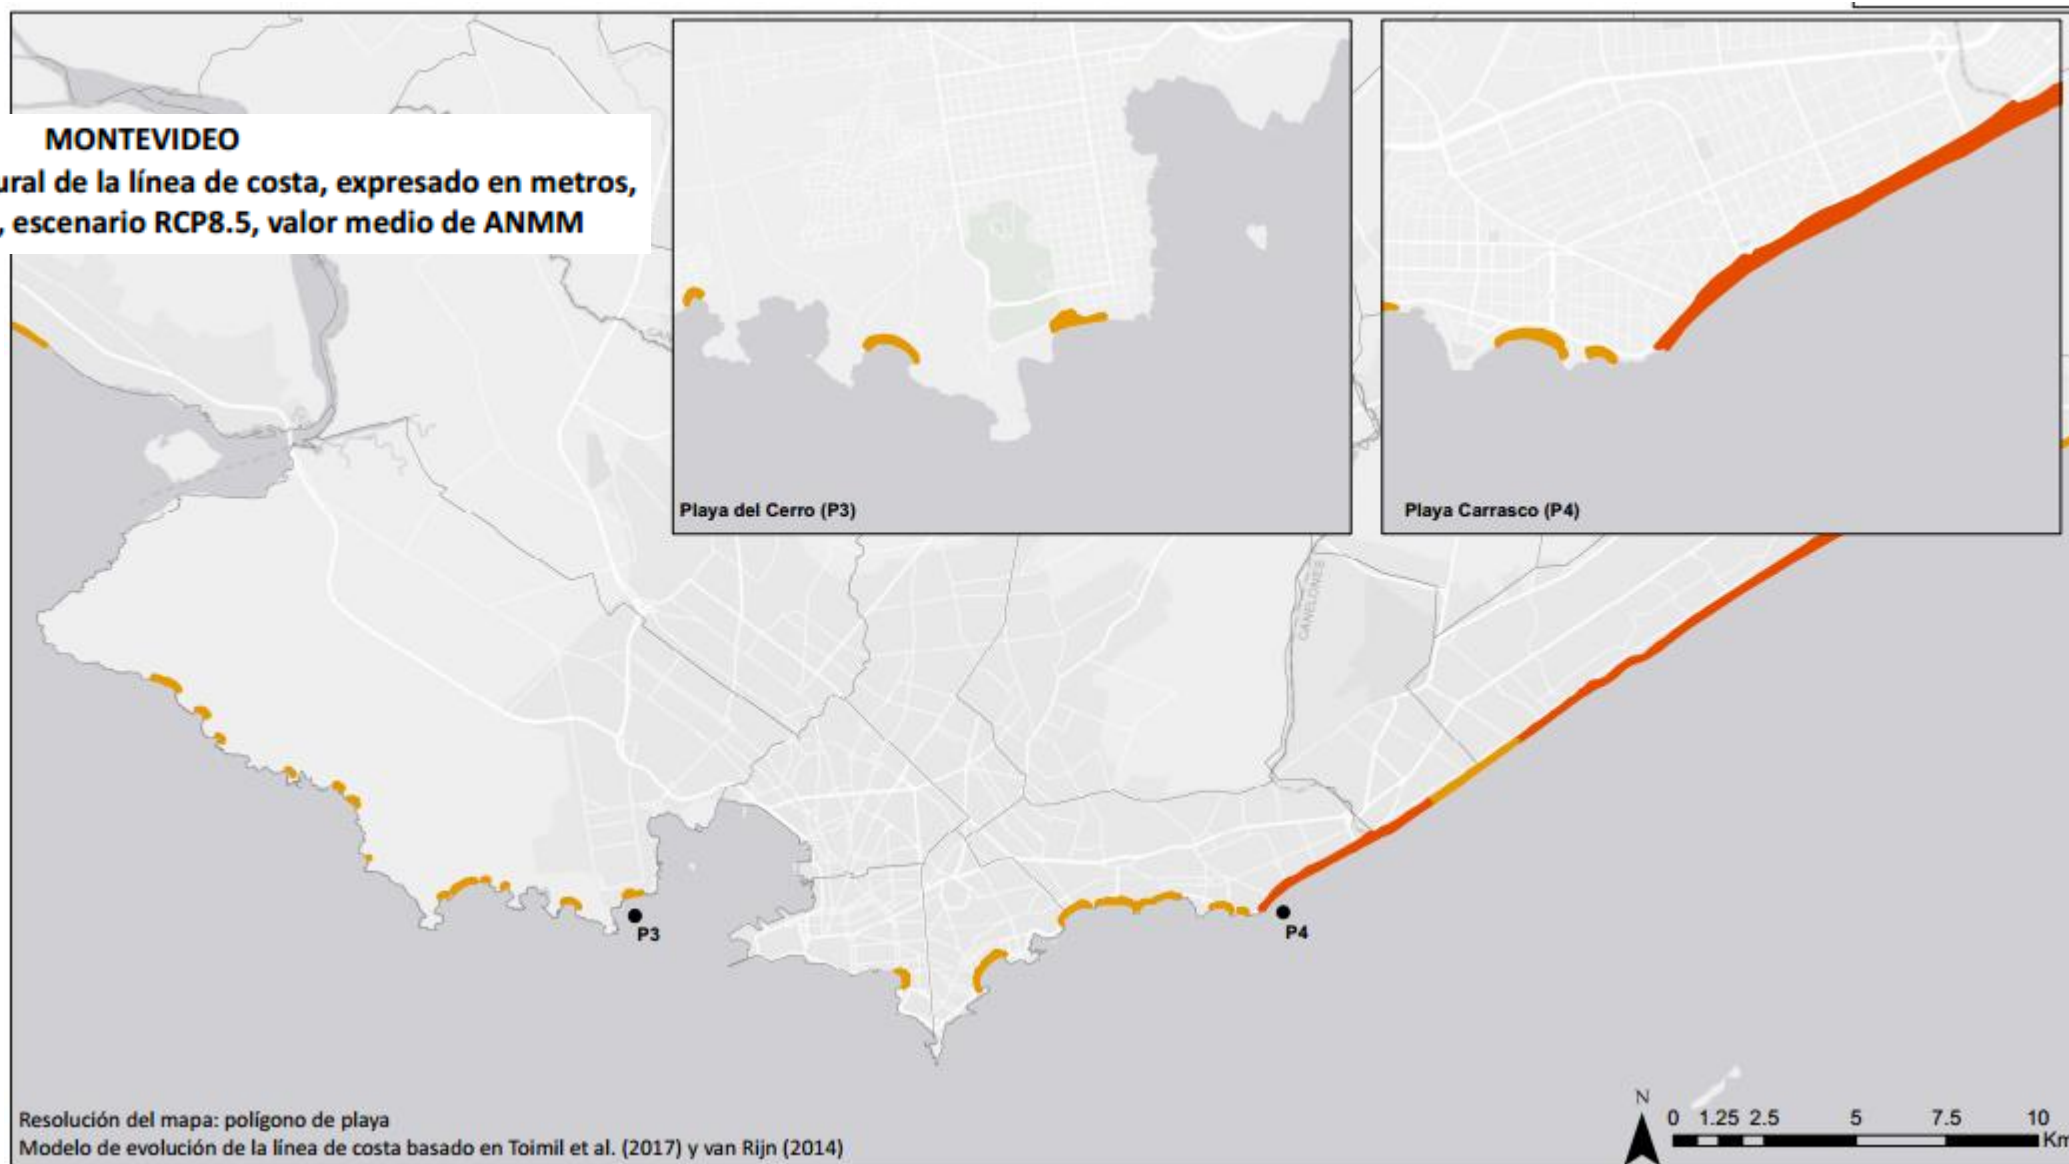 MONTEVIDEO
ural de la línea de costa, expresado en metros,
, escenario RCP8.5, valor medio de ANMM
Playa del Cerro (P3)
Playa Carrasco (P4)
CANELONES
P3
P4
Resolución del mapa: polígono de playa
Modelo de evolución de la línea de costa basado en Toimil et al. (2017) y van Rijn (2014)
N
0 1.25 2.5 5 7.5 10
Km